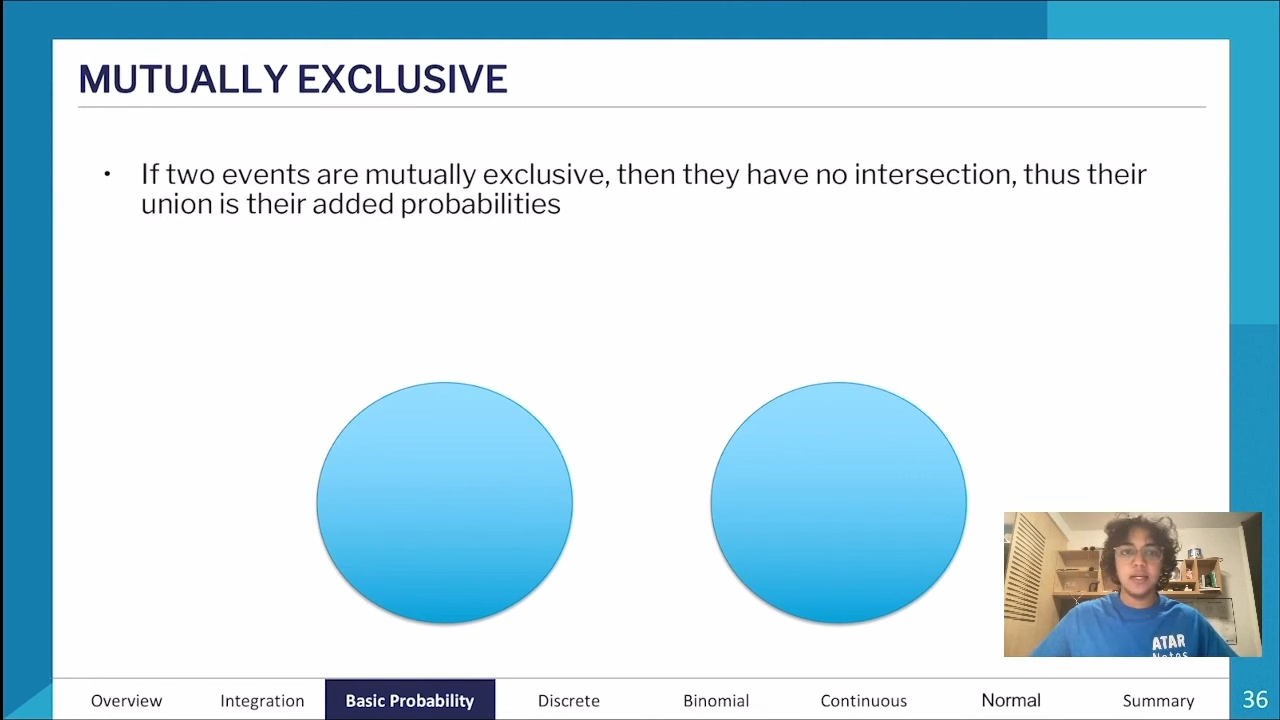 MUTUALLY EXCLUSIVE
• If two events are mutually exclusive, then they have no intersection, thus their
union is their added probabilities
ATAR
Notes
Overview Integration Basic Probability Discrete Binomial Continuous Normal Summary 36